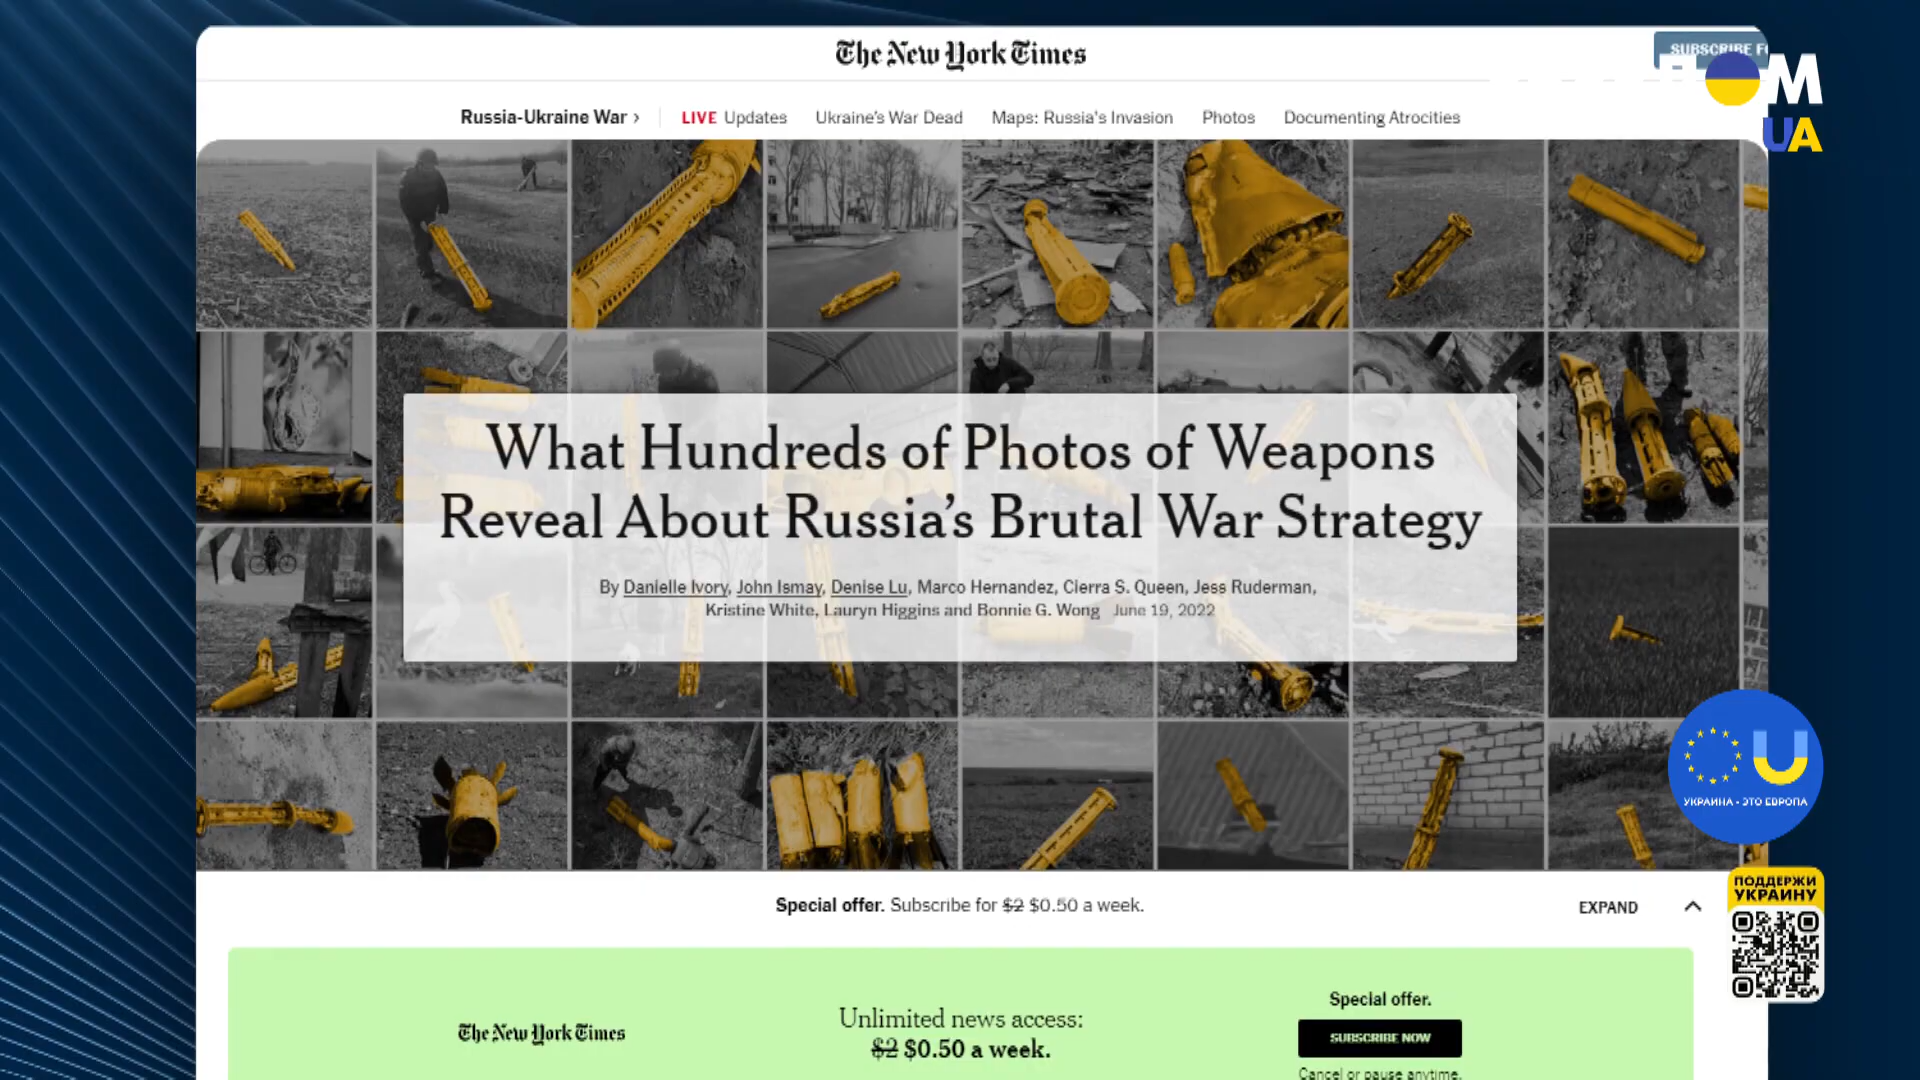 The New York Times
SUBSCRIBE F
ДОМ
UA
Russia-Ukraine War ›
LIVE Updates
Ukraine's War Dead
Maps: Russia's Invasion
Photos
Documenting Atrocities
What Hundreds of Photos of Weapons
Reveal About Russia's Brutal War Strategy
By Danielle Ivory, John Ismay, Denise Lu, Marco Hernandez, Cierra S. Queen, Jess Ruderman,
Kristine White, Lauryn Higgins and Bonnie G. Wong June 19, 2022
U
УКРАИНА - ЭТО ЕВРОПА
ПОДДЕРЖИ
УКРАИНУ
Special offer. Subscribe for $2 $0.50 a week.
EXPAND
The New York Times
Unlimited news access:
$2 $0.50 a week.
Special offer.
SUBSCRIBE NOW
Cancel or pause anytime.